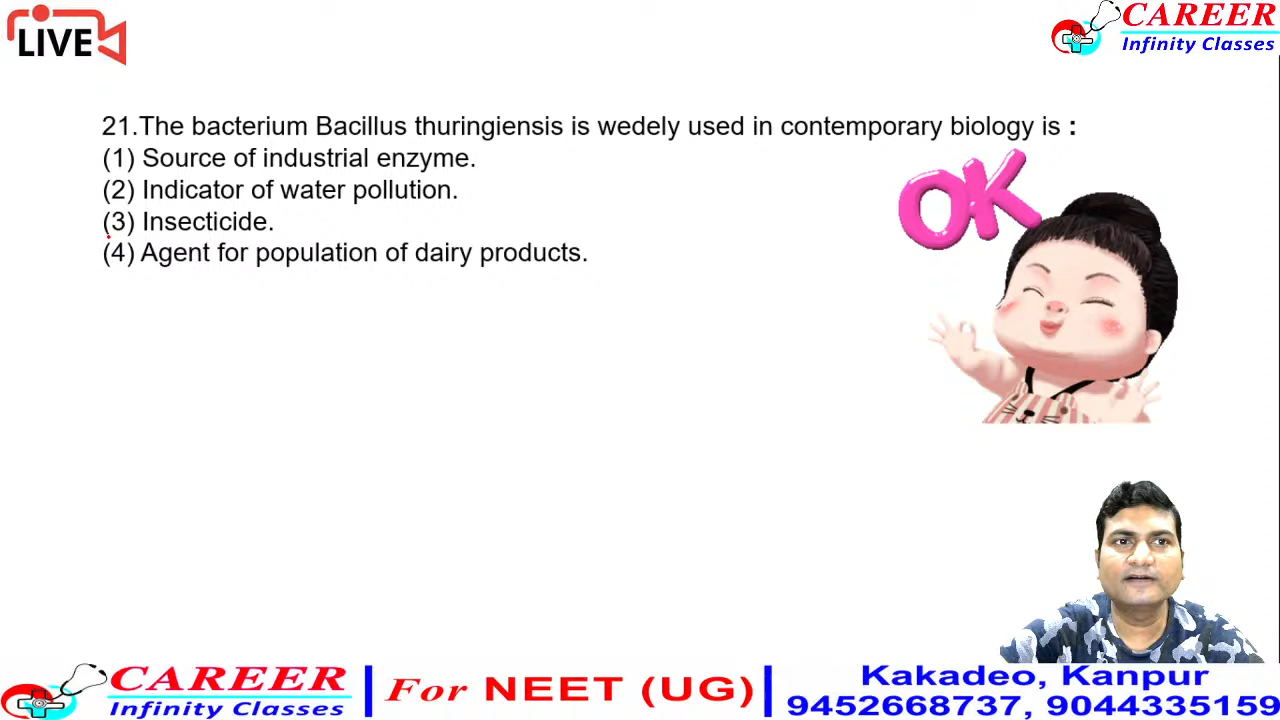 LIVE
CAREER
Infinity Classes
21.The bacterium Bacillus thuringiensis is wedely used in contemporary biology is :
(1) Source of industrial enzyme.
(2) Indicator of water pollution.
(3) Insecticide.
(4) Agent for population of dairy products.
OK
CAREER
Infinity Classes
For NEET (UG)
Kakadeo, Kanpur
9452668737, 9044335159